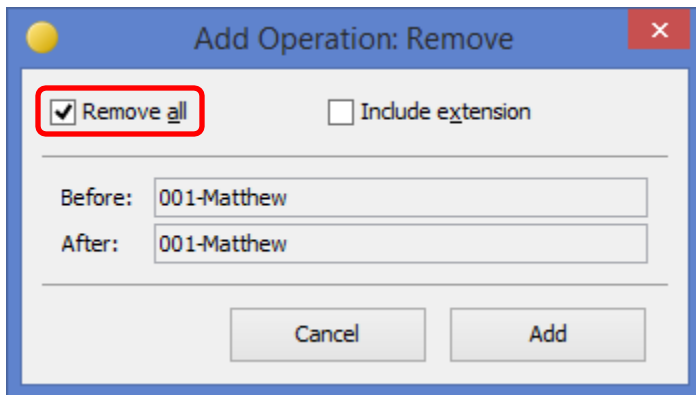 Add Operation: Remove
Remove all
Include extension
Before: 001-Matthew
After: 001-Matthew
Cancel
Add